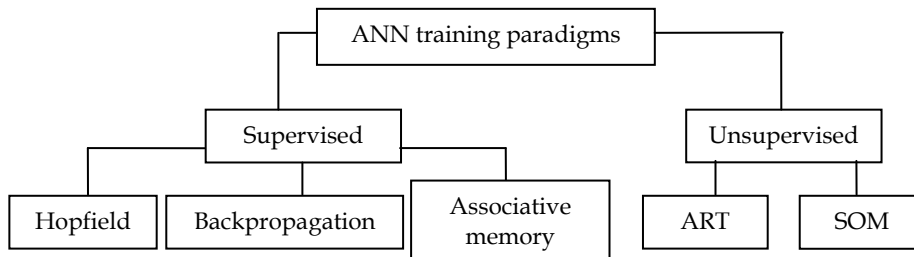 ANN training paradigms
Supervised
Unsupervised
Hopfield
Backpropagation
Associative
memory
ART
SOM